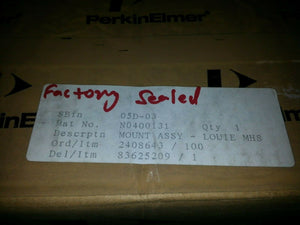 PerkinElmer
PerkinElmer
Factory Sealed
SBin 05D-03
Pat No. N0400131 Qty 1
Descrptn MOUNT ASSY - LOUIE MHS
Ord/Itm 2408643 / 100
Del/Itm 83625209 / 1